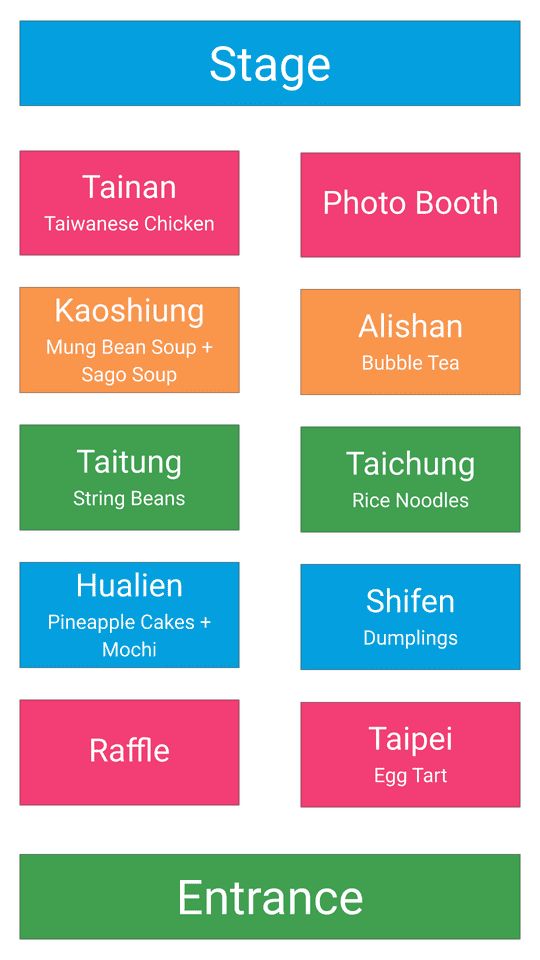 Stage
Tainan
Taiwanese Chicken
Photo Booth
Kaoshiung
Mung Bean Soup +
Sago Soup
Alishan
Bubble Tea
Taitung
String Beans
Taichung
Rice Noodles
Hualien
Pineapple Cakes +
Mochi
Shifen
Dumplings
Raffle
Taipei
Egg Tart
Entrance